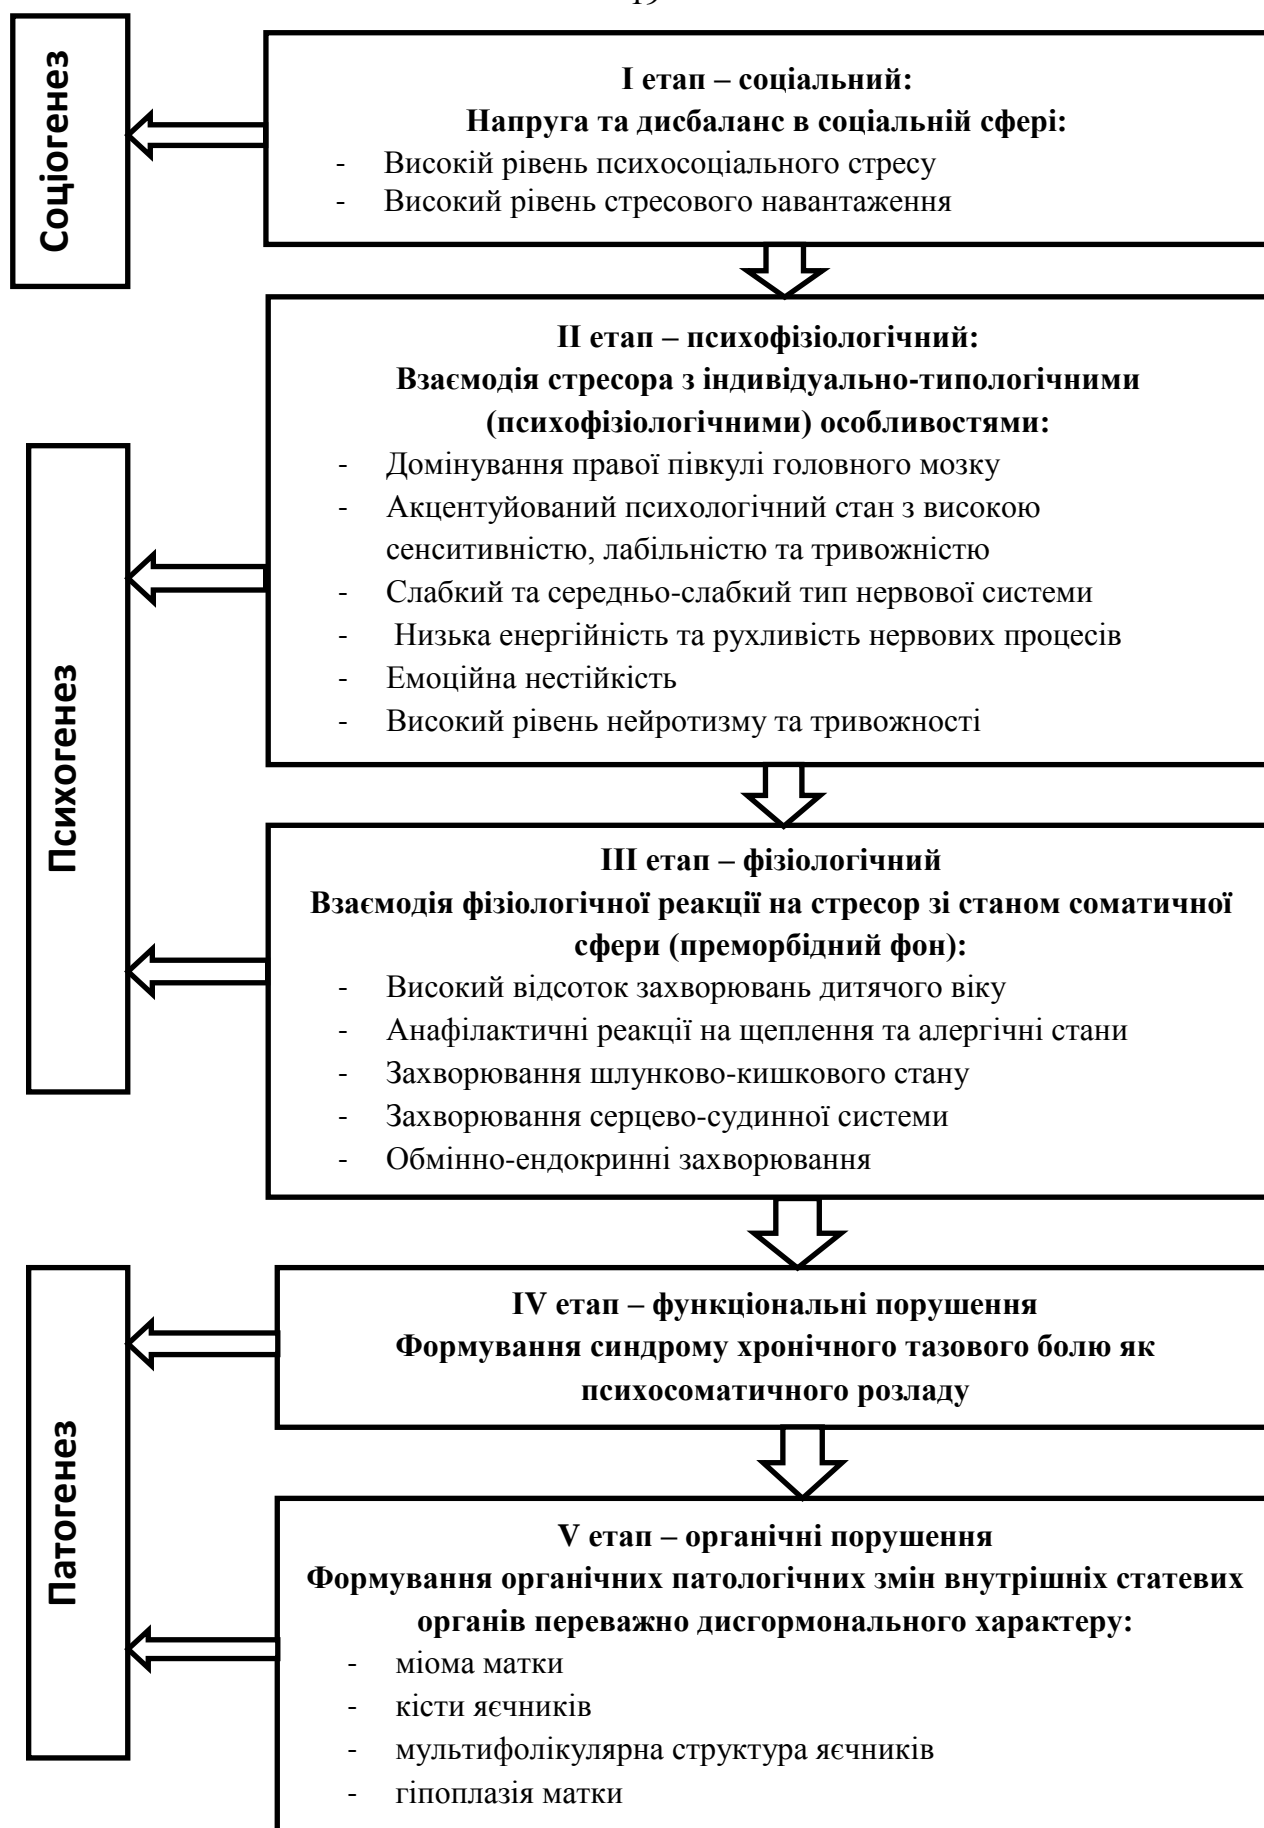 Соціогенез
І етап – соціальний:
Напруга та дисбаланс в соціальній сфері:
- Високій рівень психосоціального стресу
- Високий рівень стресового навантаження
Психогенез
ІІ етап – психофізіологічний:
Взаємодія стресора з індивідуально-типологічними
(психофізіологічними) особливостями:
- Домінування правої півкулі головного мозку
- Акцентуйований психологічний стан з високою
сенситивністю, лабільністю та тривожністю
- Слабкий та середньо-слабкий тип нервової системи
- Низька енергійність та рухливість нервових процесів
- Емоційна нестійкість
- Високий рівень нейротизму та тривожності
ІІІ етап – фізіологічний
Взаємодія фізіологічної реакції на стресор зі станом соматичної
сфери (преморбідний фон):
- Високий відсоток захворювань дитячого віку
- Анафілактичні реакції на щеплення та алергічні стани
- Захворювання шлунково-кишкового стану
- Захворювання серцево-судинної системи
- Обмінно-ендокринні захворювання
Патогенез
IV етап – функціональні порушення
Формування синдрому хронічного тазового болю як
психосоматичного розладу
V етап – органічні порушення
Формування органічних патологічних змін внутрішніх статевих
органів переважно дисгормонального характеру:
- міома матки
- кісти яєчників
- мультифолікулярна структура яєчників
- гіпоплазія матки